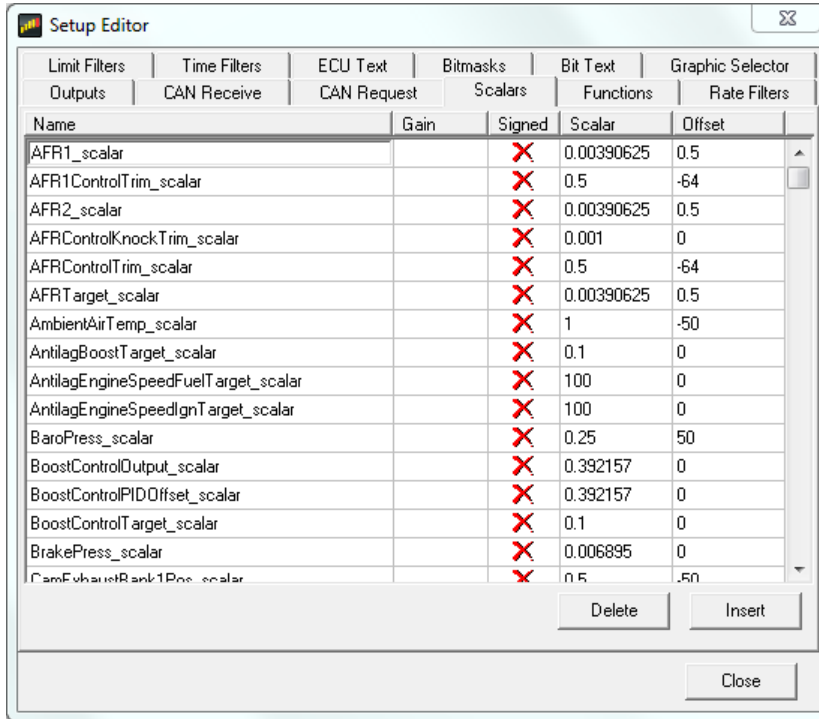 Setup Editor
Limit Filters Time Filters ECU Text Bitmasks Bit Text Graphic Selector
Outputs CAN Receive CAN Request Scalars Functions Rate Filters
Name Gain Signed Scalar Offset
AFR1_scalar 0.00390625 0.5
AFR1ControlTrim_scalar 0.5 -64
AFR2_scalar 0.00390625 0.5
AFRControlKnockTrim_scalar 0.001 0
AFRControlTrim_scalar 0.5 -64
AFRTarget_scalar 0.00390625 0.5
AmbientAirTemp_scalar 1 -50
AntilagBoostTarget_scalar 0.1 0
AntilagEngineSpeedFuelTarget_scalar 100 0
AntilagEngineSpeedIgnTarget_scalar 100 0
BaroPress_scalar 0.25 50
BoostControlOutput_scalar 0.392157 0
BoostControlPIDOffset_scalar 0.392157 0
BoostControlTarget_scalar 0.1 0
BrakePress_scalar 0.006895 0
CamExhaustBank1Pos_scalar 0.5 -50
Delete Insert
Close